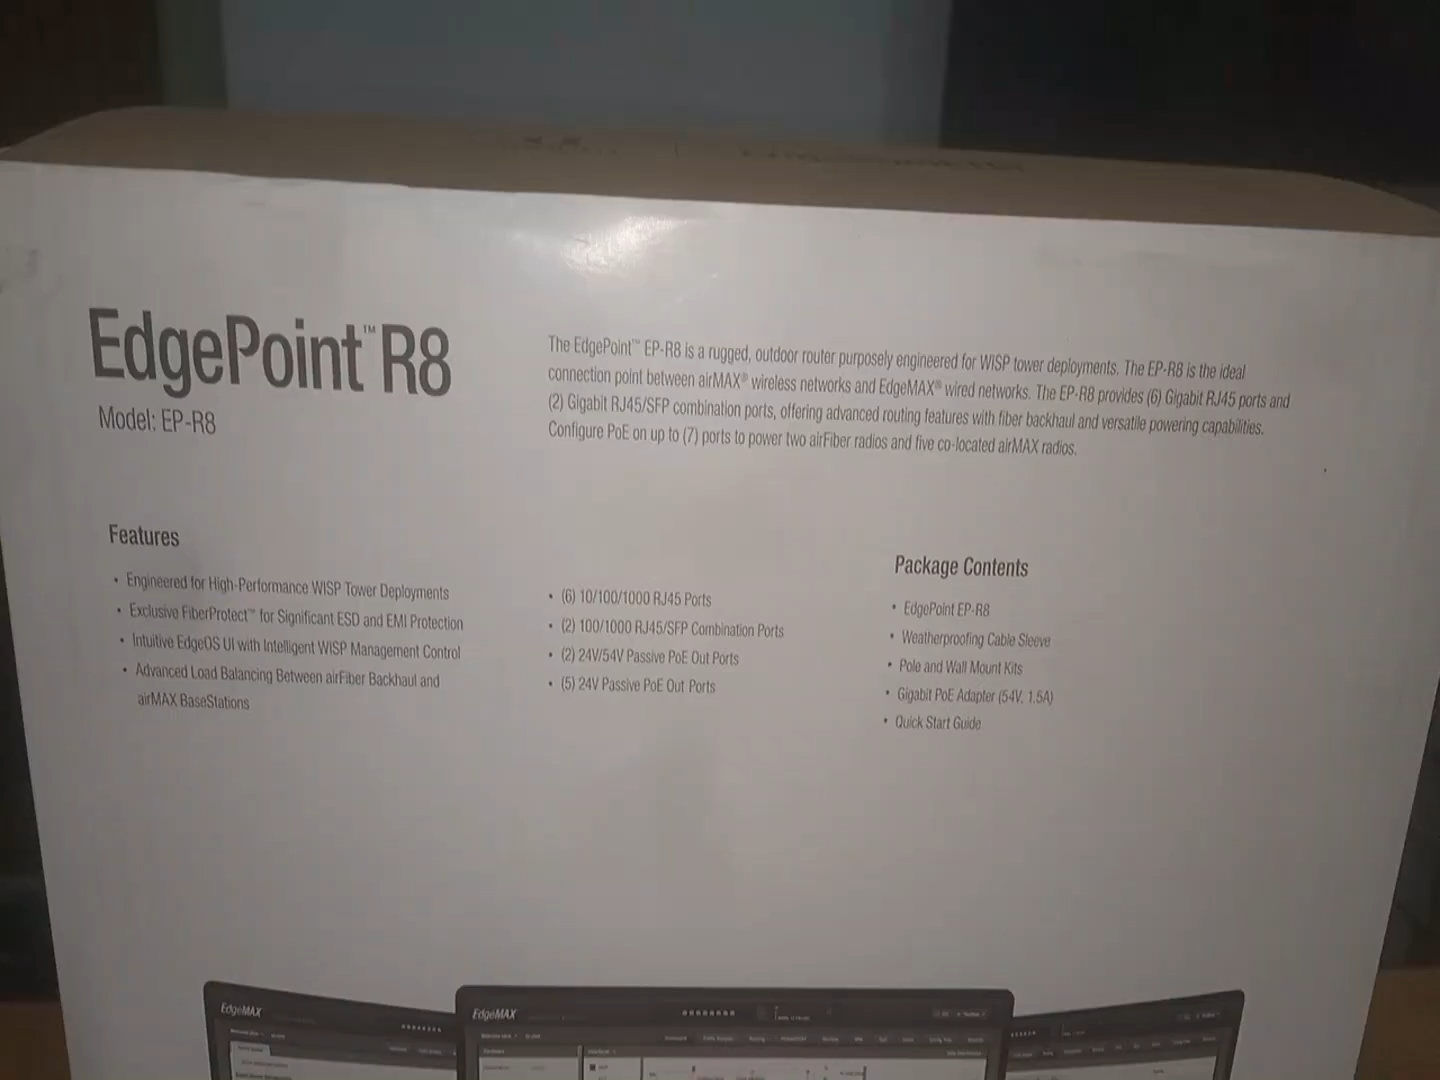 EdgePoint™ R8
Model: EP-R8
The EdgePoint™ EP-R8 is a rugged, outdoor router purposely engineered for WISP tower deployments. The EP-R8 is the ideal
connection point between airMAX® wireless networks and EdgeMAX® wired networks. The EP-R8 provides (6) Gigabit RJ45 ports and
(2) Gigabit RJ45/SFP combination ports, offering advanced routing features with fiber backhaul and versatile powering capabilities.
Configure PoE on up to (7) ports to power two airFiber radios and five co-located airMAX radios.
Features
• Engineered for High-Performance WISP Tower Deployments
• Exclusive FiberProtect™ for Significant ESD and EMI Protection
• Intuitive EdgeOS UI with Intelligent WISP Management Control
• Advanced Load Balancing Between airFiber Backhaul and
airMAX BaseStations
• (6) 10/100/1000 RJ45 Ports
• (2) 100/1000 RJ45/SFP Combination Ports
• (2) 24V/54V Passive PoE Out Ports
• (5) 24V Passive PoE Out Ports
Package Contents
• EdgePoint EP-R8
• Weatherproofing Cable Sleeve
• Pole and Wall Mount Kits
• Gigabit PoE Adapter (54V, 1.5A)
• Quick Start Guide
EdgeMAX
EdgeMAX